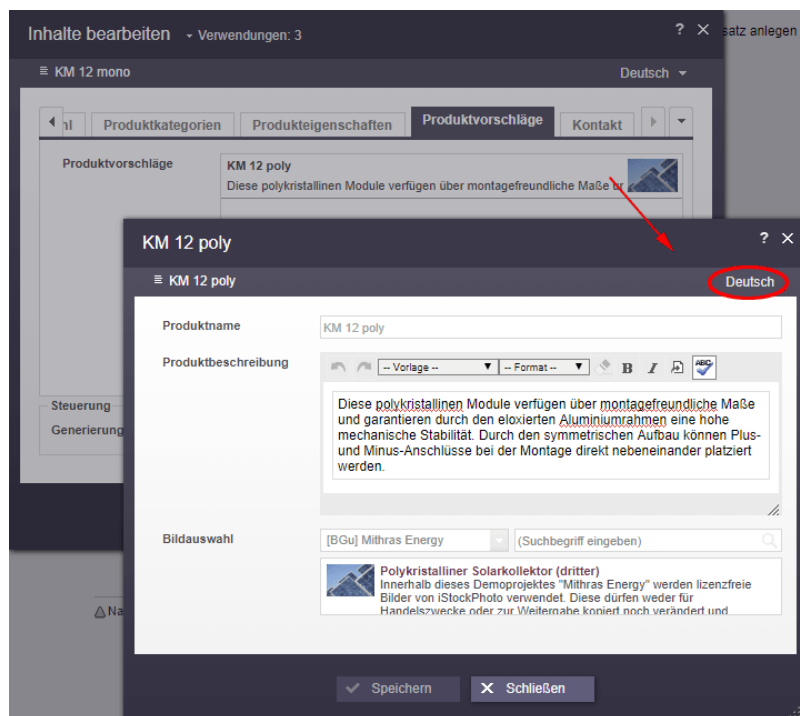 Inhalte bearbeiten Verwendungen: 3 ? ×
satz anlegen
KM 12 mono Deutsch
hl Produktkategorien Produkteigenschaften Produktvorschläge Kontakt
Produktvorschläge KM 12 poly
Diese polykristallinen Module verfügen über montagefreundliche Maße ur
KM 12 poly ? ×
KM 12 poly Deutsch
Produktname KM 12 poly
Produktbeschreibung -- Vorlage -- -- Format -- B I ABC
Diese polykristallinen Module verfügen über montagefreundliche Maße
und garantieren durch den eloxierten Aluminiumrahmen eine hohe
mechanische Stabilität. Durch den symmetrischen Aufbau können Plus-
und Minus-Anschlüsse bei der Montage direkt nebeneinander platziert
werden.
Steuerung
Generierung
Bildauswahl [BGu] Mithras Energy (Suchbegriff eingeben)
Polykristalliner Solarkollektor (dritter)
Innerhalb dieses Demoprojektes "Mithras Energy" werden lizenzfreie
Bilder von iStockPhoto verwendet. Diese dürfen weder für
Handelszwecke oder zur Weitergabe kopiert noch verändert und
Na
Speichern X Schließen